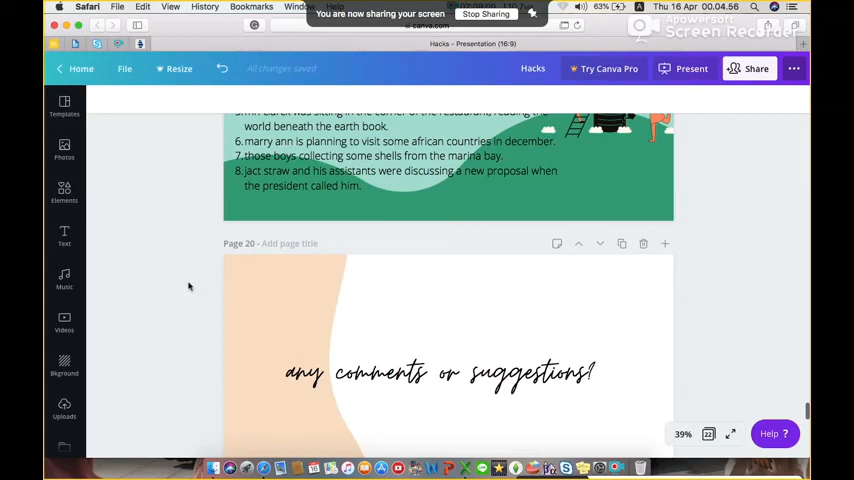 Safari File Edit View History Bookmarks Window
You are now sharing your screen Stop Sharing
63% Thu 16 Apr 00.04.56
canva.com
Apowersoft
Screen Recorder
Hacks - Presentation (16:9)
Home File Resize All changes saved Hacks Try Canva Pro Present Share
Templates
Photos
Elements
Text
Music
Videos
Bkground
Uploads
world beneath the earth book.
6. marry ann is planning to visit some african countries in december.
7. those boys collecting some shells from the marina bay.
8. jact straw and his assistants were discussing a new proposal when
the president called him.
Page 20 - Add page title
any comments or suggestions?
39% 22 Help ?